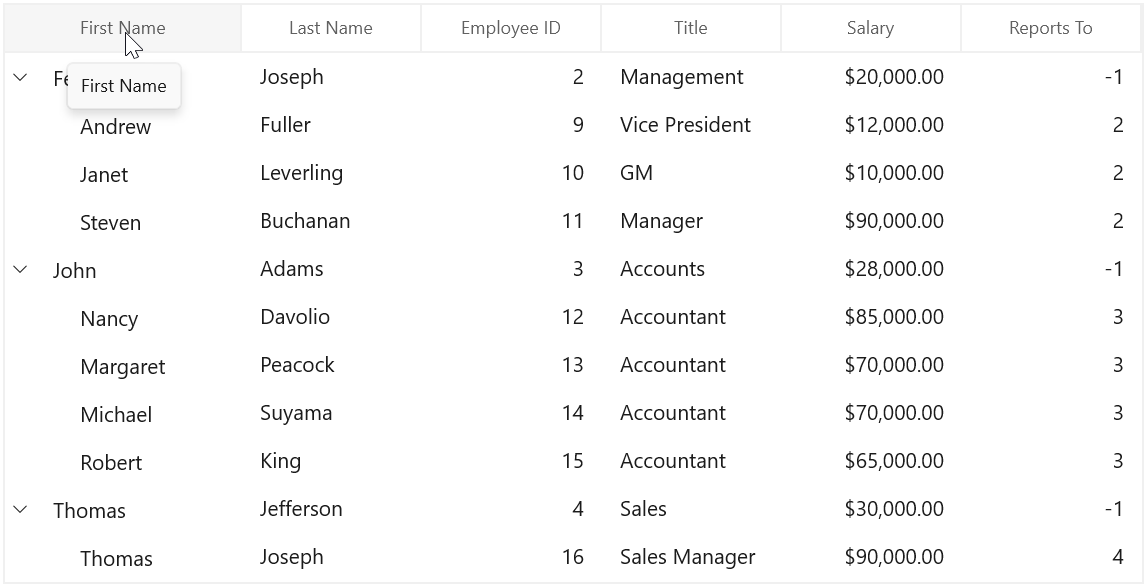 First Name Last Name Employee ID Title Salary Reports To
Joseph 2 Management $20,000.00 -1
First Name
Andrew Fuller 9 Vice President $12,000.00 2
Janet Leverling 10 GM $10,000.00 2
Steven Buchanan 11 Manager $90,000.00 2
John Adams 3 Accounts $28,000.00 -1
Nancy Davolio 12 Accountant $85,000.00 3
Margaret Peacock 13 Accountant $70,000.00 3
Michael Suyama 14 Accountant $70,000.00 3
Robert King 15 Accountant $65,000.00 3
Thomas Jefferson 4 Sales $30,000.00 -1
Thomas Joseph 16 Sales Manager $90,000.00 4